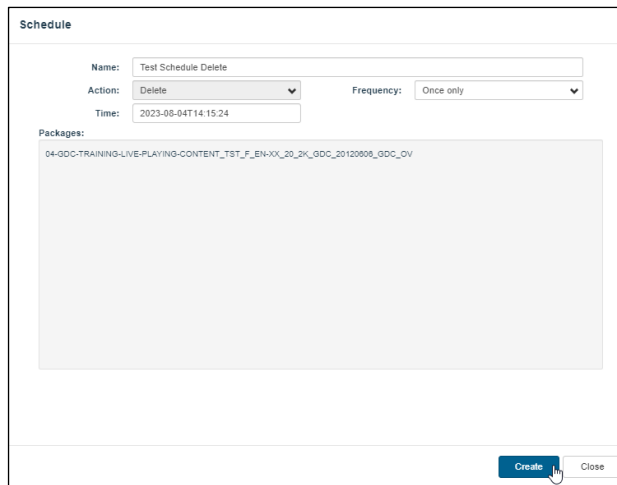 Schedule
Name: Test Schedule Delete
Action: Delete Frequency: Once only
Time: 2023-08-04T14:15:24
Packages:
04-GDC-TRAINING-LIVE-PLAYING-CONTENT_TST_F_EN-XX_20_2K_GDC_20120606_GDC_OV
Create Close